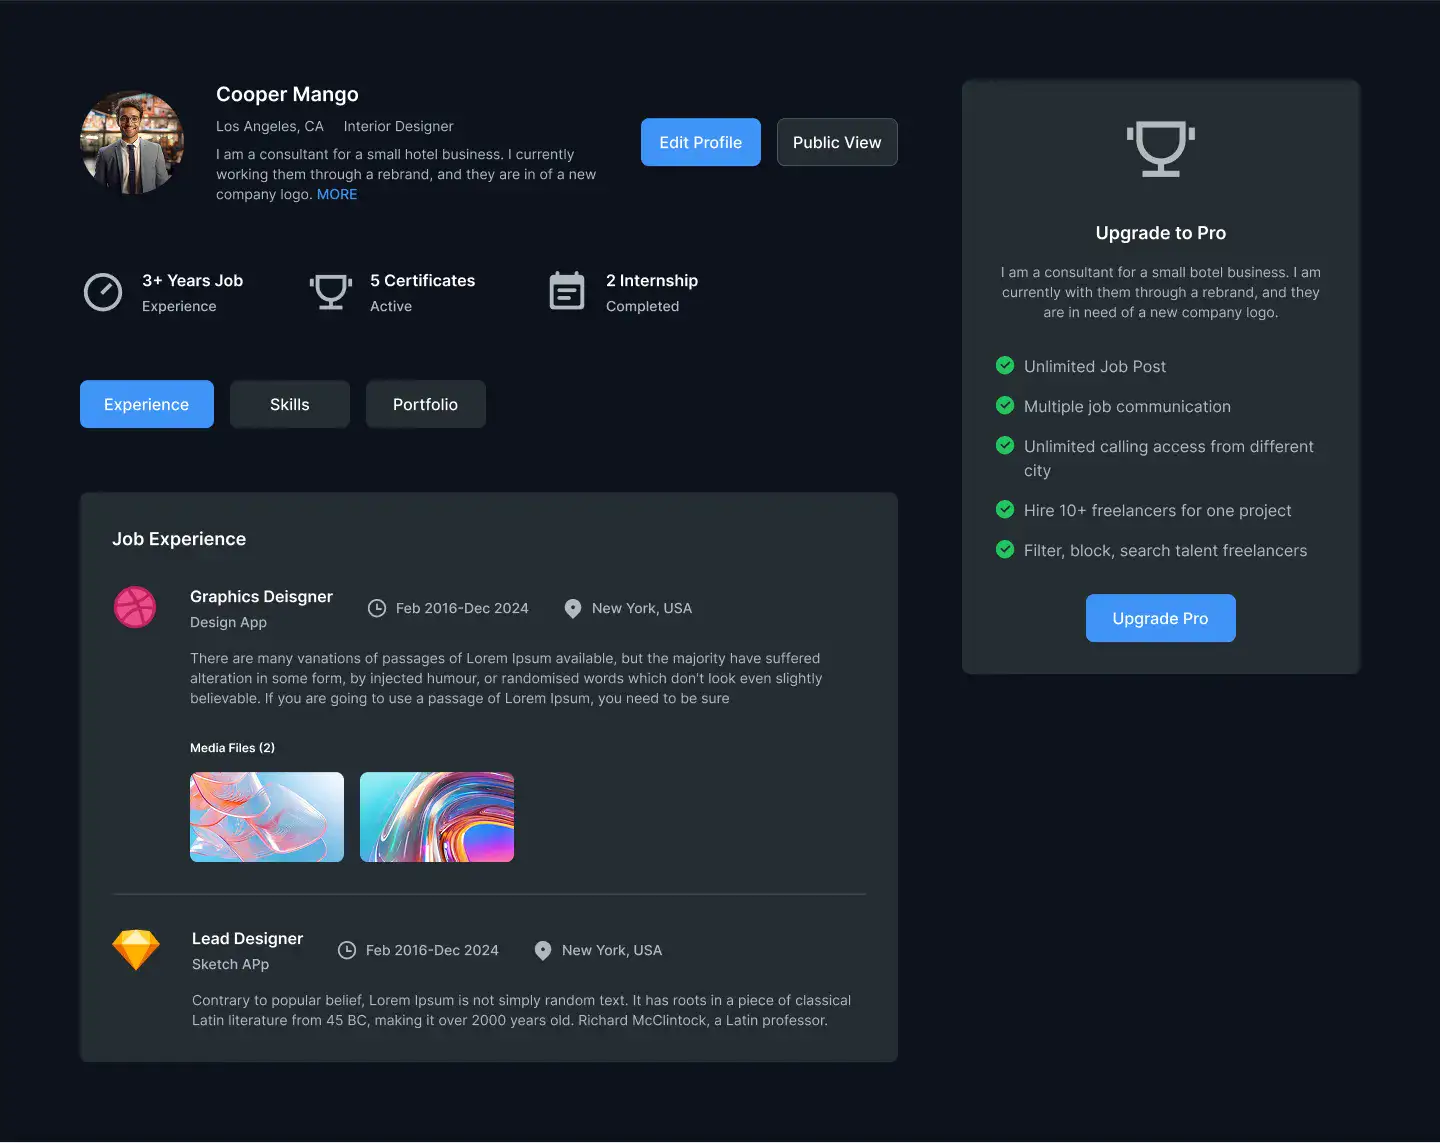 Cooper Mango
Los Angeles, CA Interior Designer
I am a consultant for a small hotel business. I currently
working them through a rebrand, and they are in of a new
company logo. MORE
Edit Profile
Public View
3+ Years Job
Experience
5 Certificates
Active
2 Internship
Completed
Experience
Skills
Portfolio
Job Experience
Graphics Deisgner
Design App
Feb 2016-Dec 2024
New York, USA
There are many vanations of passages of Lorem Ipsum available, but the majority have suffered
alteration in some form, by injected humour, or randomised words which don't look even slightly
believable. If you are going to use a passage of Lorem Ipsum, you need to be sure
Media Files (2)
Lead Designer
Sketch APp
Feb 2016-Dec 2024
New York, USA
Contrary to popular belief, Lorem Ipsum is not simply random text. It has roots in a piece of classical
Latin literature from 45 BC, making it over 2000 years old. Richard McClintock, a Latin professor.
Upgrade to Pro
I am a consultant for a small botel business. I am
currently with them through a rebrand, and they
are in need of a new company logo.
Unlimited Job Post
Multiple job communication
Unlimited calling access from different
city
Hire 10+ freelancers for one project
Filter, block, search talent freelancers
Upgrade Pro